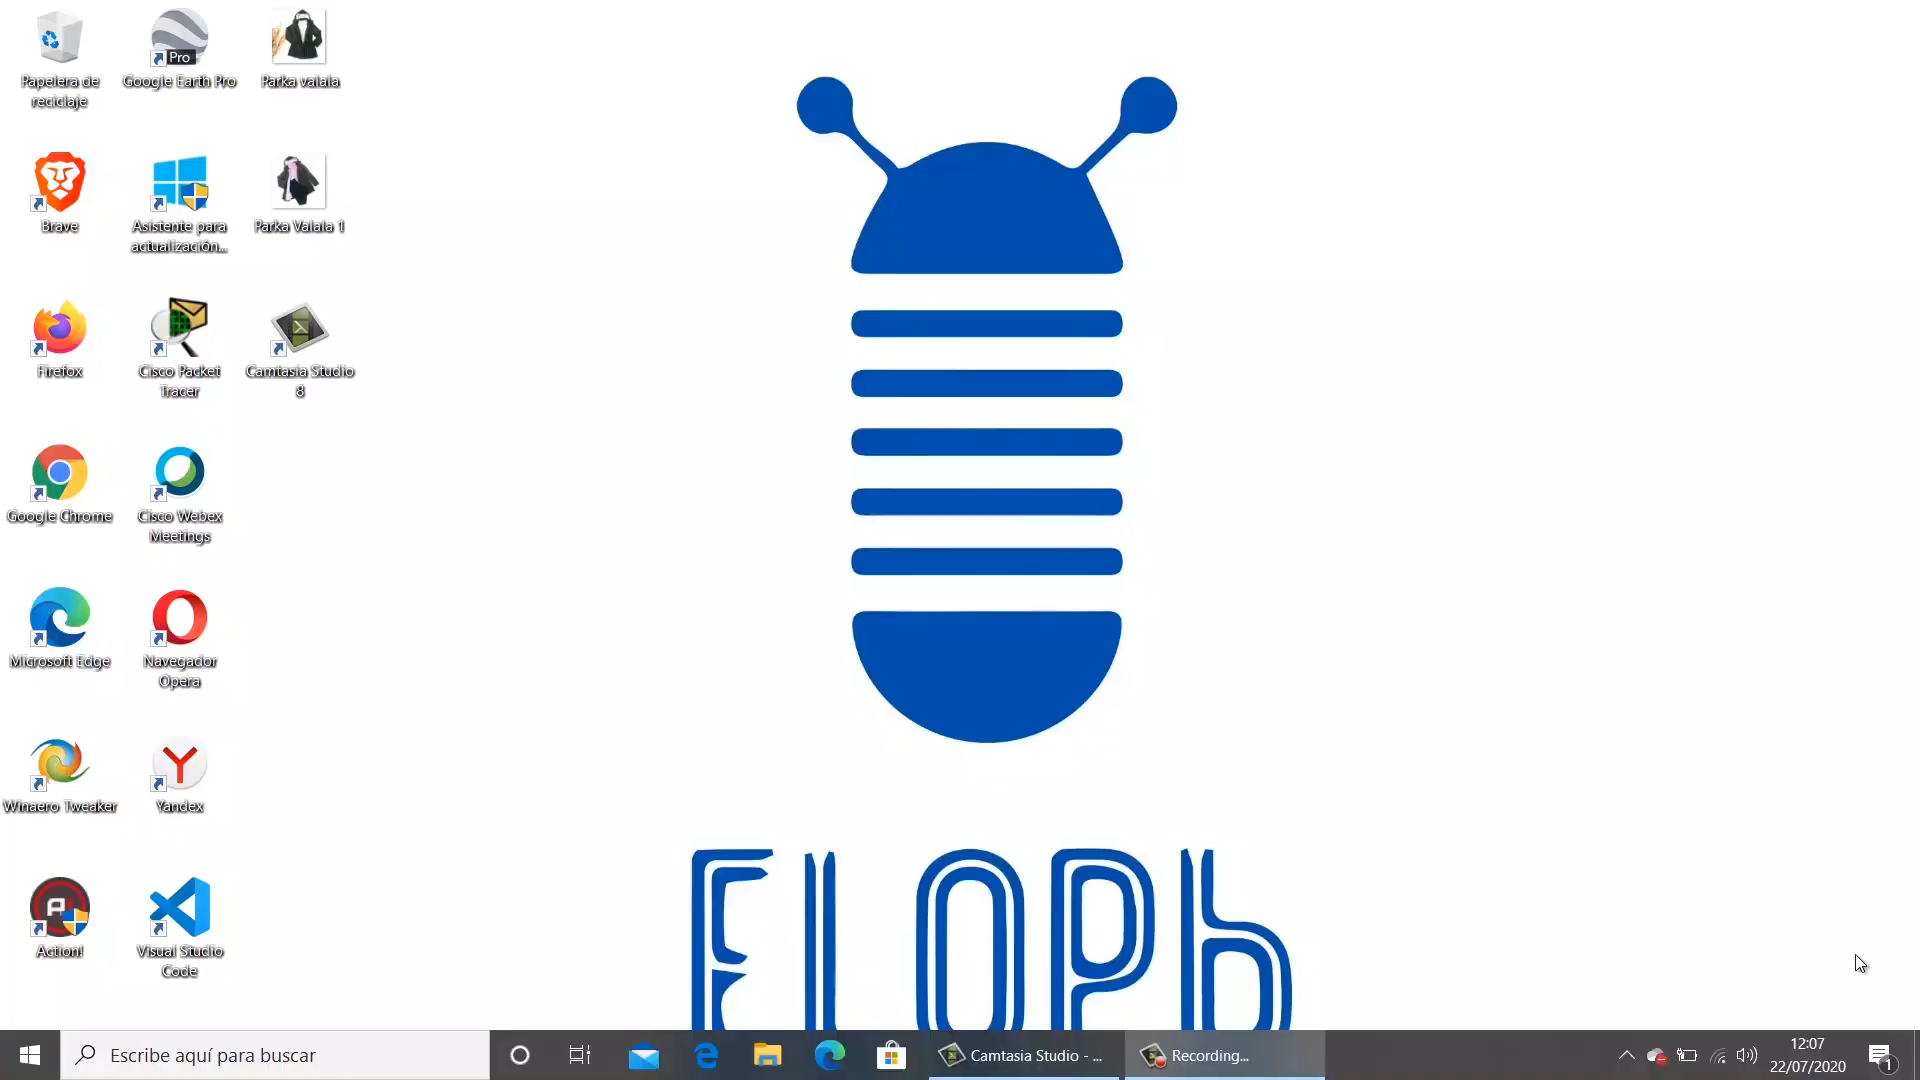 Papelera de
reciclaje
Pro
Google Earth Pro
Parka valala
Brave
Asistente para
actualización...
Parka Valala 1
Firefox
Cisco Packet
Tracer
Camtasia Studio
8
Google Chrome
Cisco Webex
Meetings
Microsoft Edge
Navegador
Opera
Winaero Tweaker
Yandex
Action!
Visual Studio
Code
Escribe aquí para buscar
Camtasia Studio - ...
Recording...
12:07
22/07/2020
1